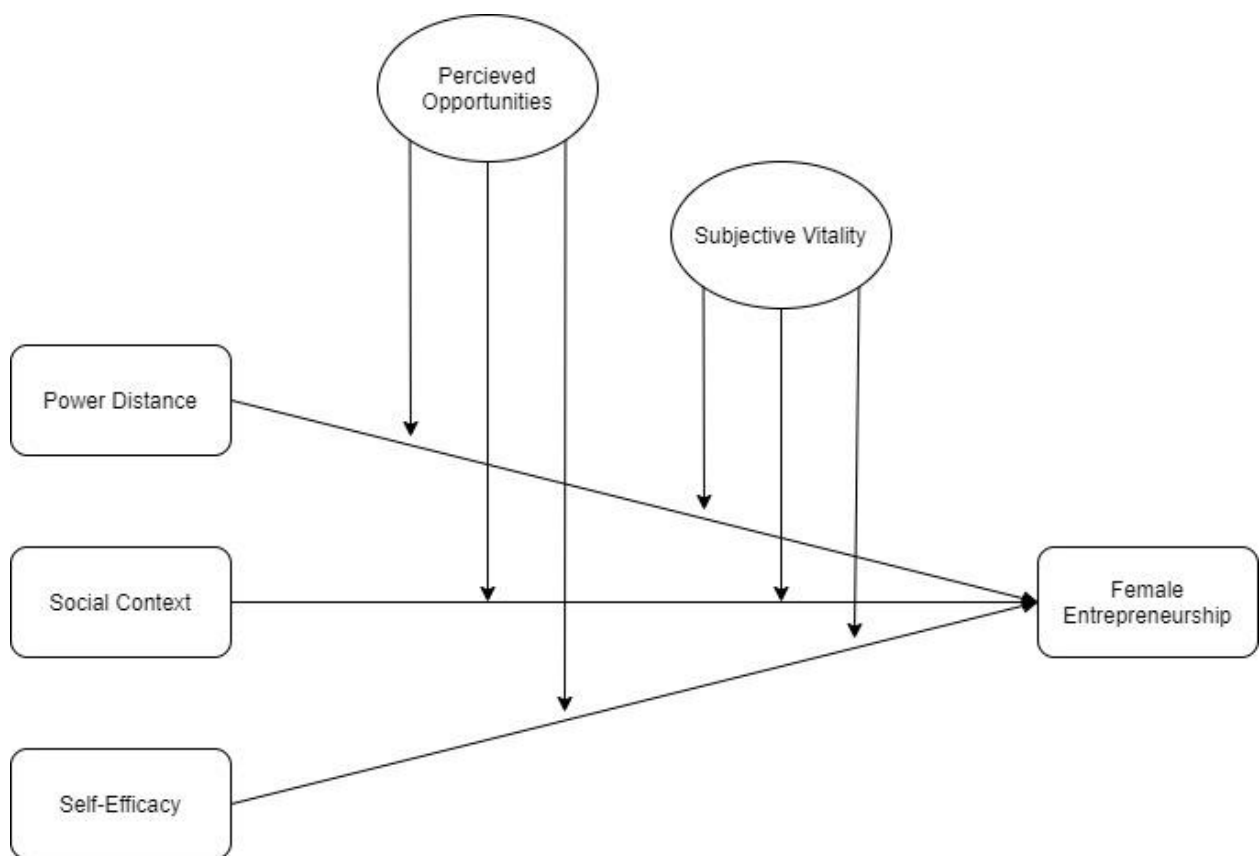 Percieved
Opportunities
Subjective Vitality
Power Distance
Social Context
Female
Entrepreneurship
Self-Efficacy